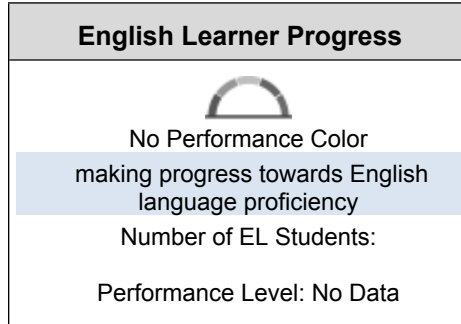 English Learner Progress
No Performance Color
making progress towards English
language proficiency
Number of EL Students:
Performance Level: No Data